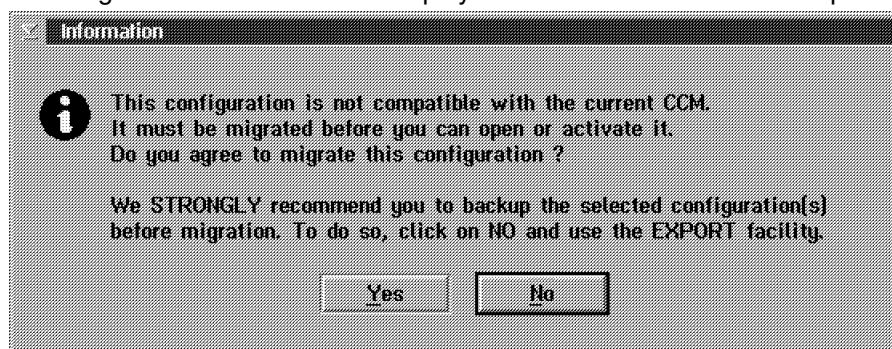 Information
This configuration is not compatible with the current CCM.
It must be migrated before you can open or activate it.
Do you agree to migrate this configuration ?
We STRONGLY recommend you to backup the selected configuration(s)
before migration. To do so, click on NO and use the EXPORT facility.
Yes No